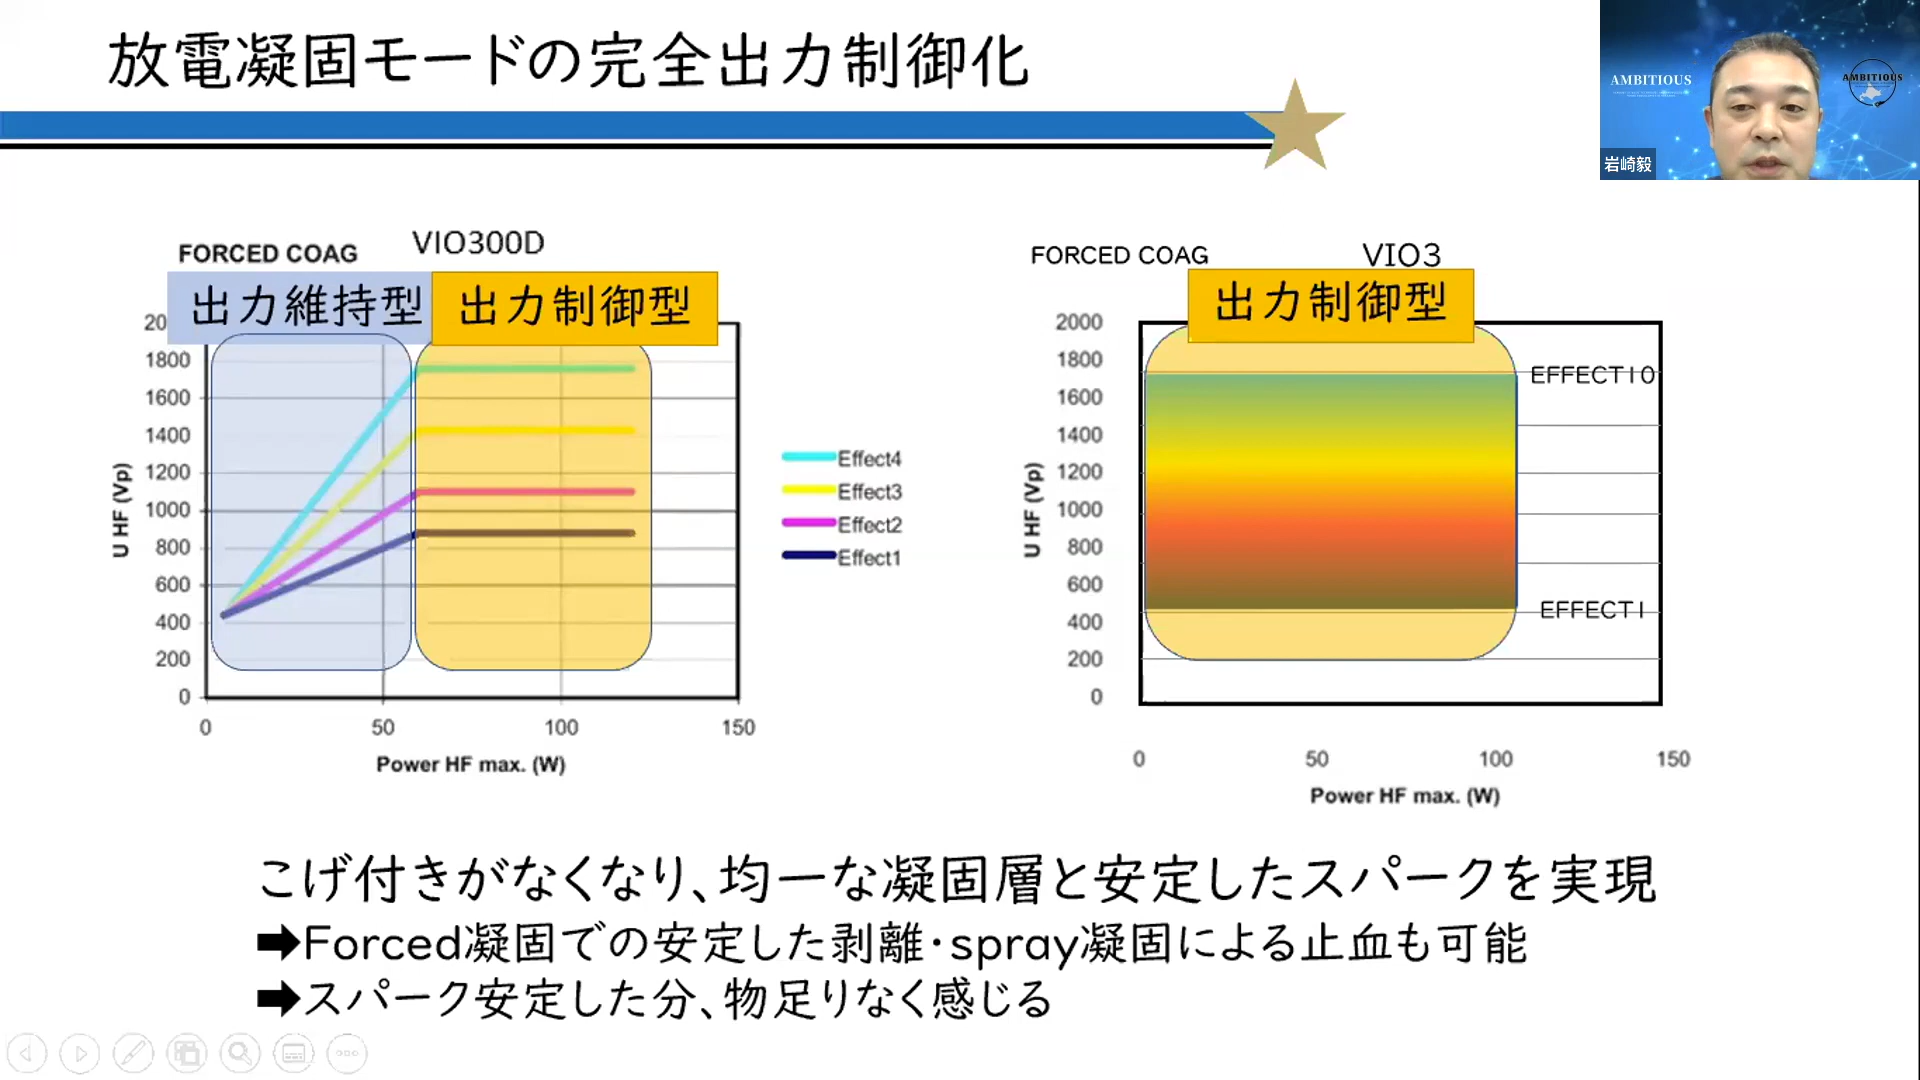 放電凝固モードの完全出力制御化
AMBITIOUS
AMBITIOUS
岩崎毅
FORCED COAG
VIO300D
出力維持型
出力制御型
20
1800
1600
1400
1200
1000
800
600
400
200
0
U HF (Vp)
0 50 100 150
Power HF max. (W)
Effect4
Effect3
Effect2
Effect1
FORCED COAG
VIO3
出力制御型
2000
1800
1600
1400
1200
1000
800
600
400
200
0
U HF (Vp)
EFFECT10
EFFECT1
0 50 100 150
Power HF max. (W)
こげ付きがなくなり、均一な凝固層と安定したスパークを実現
➡Forced凝固での安定した剥離・spray凝固による止血も可能
➡スパーク安定した分、物足りなく感じる